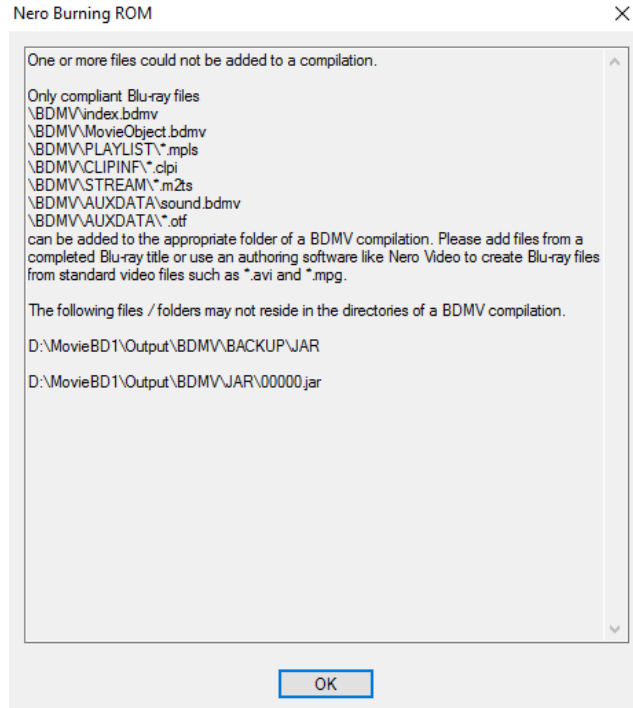 Nero Burning ROM
One or more files could not be added to a compilation.
Only compliant Blu-ray files
\BDMV\index.bdmv
\BDMV\MovieObject.bdmv
\BDMV\PLAYLIST\*.mpls
\BDMV\CLIPINF\*.clpi
\BDMV\STREAM\*.m2ts
\BDMV\AUXDATA\sound.bdmv
\BDMV\AUXDATA\*.otf
can be added to the appropriate folder of a BDMV compilation. Please add files from a
completed Blu-ray title or use an authoring software like Nero Video to create Blu-ray files
from standard video files such as *.avi and *.mpg.
The following files / folders may not reside in the directories of a BDMV compilation.
D:\MovieBD1\Output\BDMV\BACKUP\JAR
D:\MovieBD1\Output\BDMV\JAR\00000.jar
OK